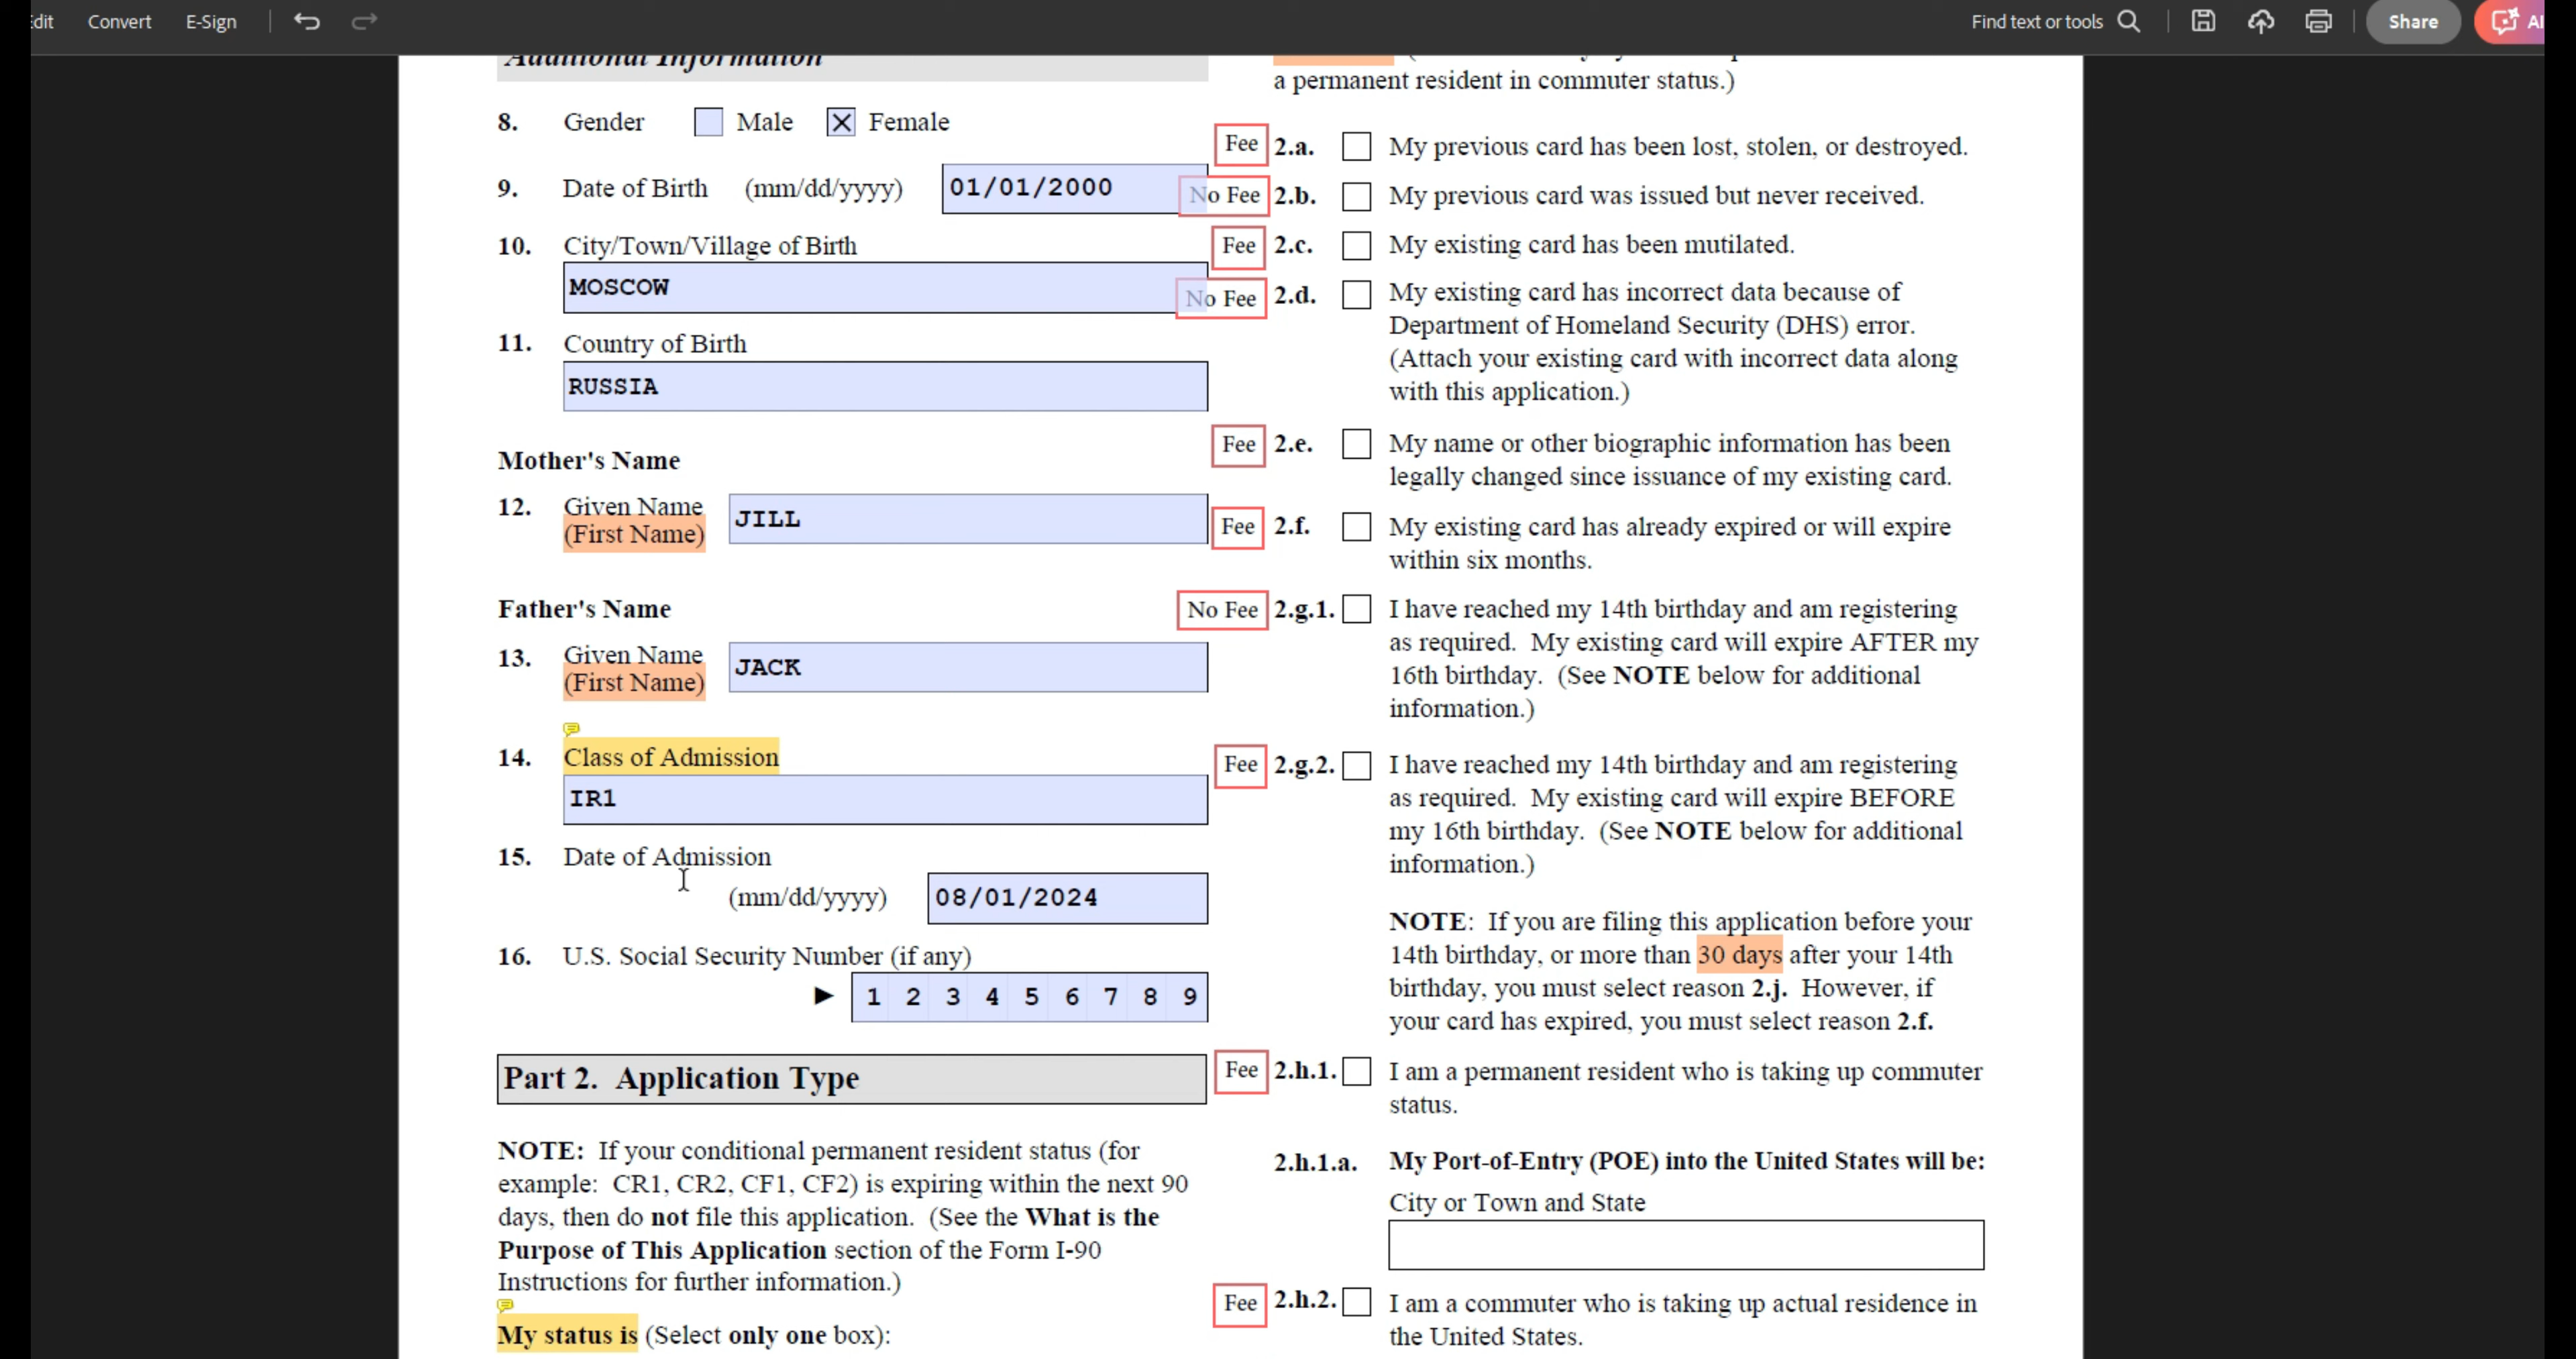 Edit Convert E-Sign Find text or tools Share AI
Additional Information
8. Gender Male Female
9. Date of Birth (mm/dd/yyyy) 01/01/2000
10. City/Town/Village of Birth
MOSCOW
11. Country of Birth
RUSSIA
Mother's Name
12. Given Name
(First Name) JILL
Father's Name
13. Given Name
(First Name) JACK
14. Class of Admission
IR1
15. Date of Admission
(mm/dd/yyyy) 08/01/2024
16. U.S. Social Security Number (if any)
1 2 3 4 5 6 7 8 9
Part 2. Application Type
NOTE: If your conditional permanent resident status (for
example: CR1, CR2, CF1, CF2) is expiring within the next 90
days, then do not file this application. (See the What is the
Purpose of This Application section of the Form I-90
Instructions for further information.)
My status is (Select only one box):
a permanent resident in commuter status.)
Fee 2.a. My previous card has been lost, stolen, or destroyed.
No Fee 2.b. My previous card was issued but never received.
Fee 2.c. My existing card has been mutilated.
No Fee 2.d. My existing card has incorrect data because of
Department of Homeland Security (DHS) error.
(Attach your existing card with incorrect data along
with this application.)
Fee 2.e. My name or other biographic information has been
legally changed since issuance of my existing card.
Fee 2.f. My existing card has already expired or will expire
within six months.
No Fee 2.g.1. I have reached my 14th birthday and am registering
as required. My existing card will expire AFTER my
16th birthday. (See NOTE below for additional
information.)
Fee 2.g.2. I have reached my 14th birthday and am registering
as required. My existing card will expire BEFORE
my 16th birthday. (See NOTE below for additional
information.)
NOTE: If you are filing this application before your
14th birthday, or more than 30 days after your 14th
birthday, you must select reason 2.j. However, if
your card has expired, you must select reason 2.f.
Fee 2.h.1. I am a permanent resident who is taking up commuter
status.
2.h.1.a. My Port-of-Entry (POE) into the United States will be:
City or Town and State
Fee 2.h.2. I am a commuter who is taking up actual residence in
the United States.